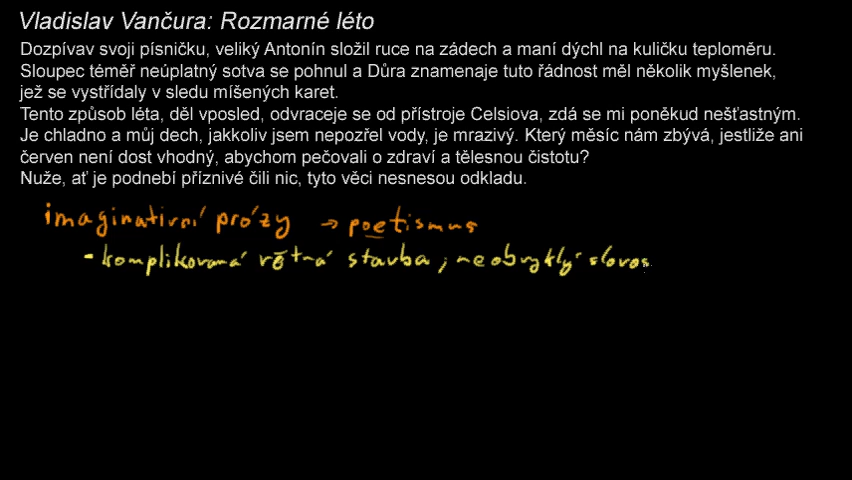 Vladislav Vančura: Rozmarné léto
Dozpívav svoji písničku, veliký Antonín složil ruce na zádech a maní dýchl na kuličku teploměru.
Sloupec téměř neúplatný sotva se pohnul a Důra znamenaje tuto řádnost měl několik myšlenek,
jež se vystřídaly v sledu míšených karet.
Tento způsob léta, děl vposled, odvraceje se od přístroje Celsiova, zdá se mi poněkud nešťastným.
Je chladno a můj dech, jakkoliv jsem nepozřel vody, je mrazivý. Který měsíc nám zbývá, jestliže ani
červen není dost vhodný, abychom pečovali o zdraví a tělesnou čistotu?
Nuže, ať je podnebí příznivé čili nic, tyto věci nesnesou odkladu.
imaginativní prózy → poetismus
- komplikovaná větná stavba, neobvyklý slovos